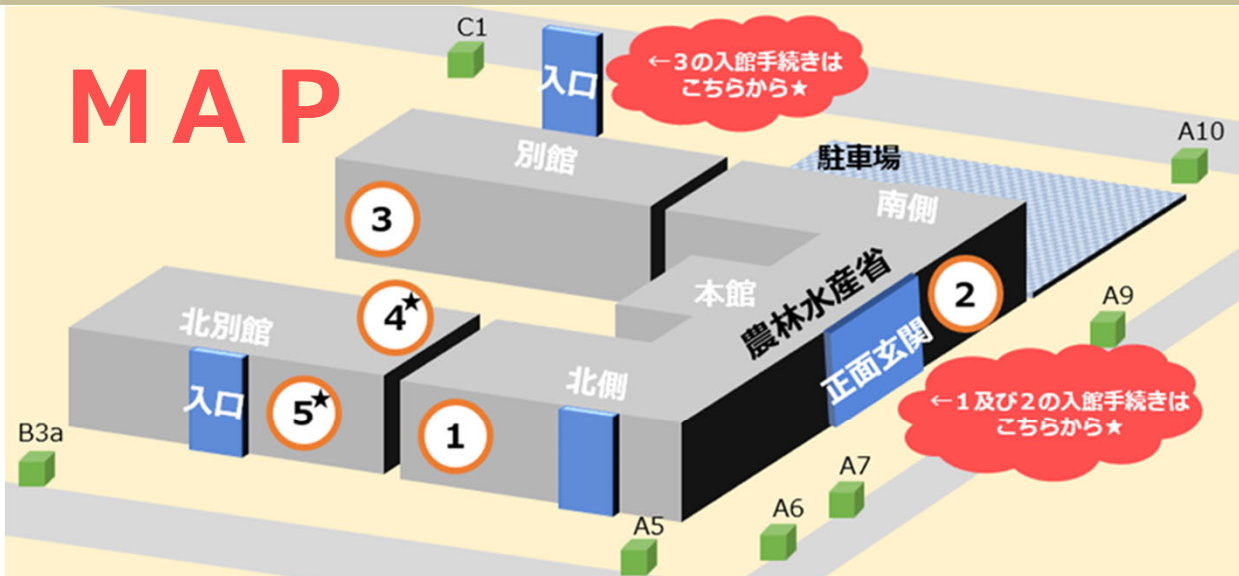 MAP
C1
入口
←３の入館手続きは
こちらから★
A10
別館
駐車場
南側
3
本館
農林水産省
2
A9
4★
北別館
正面玄関
北側
入口
5★
1
←１及び２の入館手続きは
こちらから★
B3a
A7
A6
A5